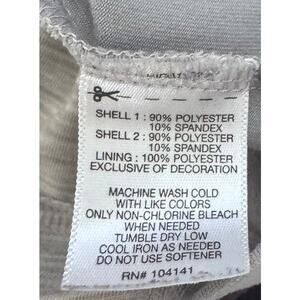 SHELL 1 : 90% POLYESTER
10% SPANDEX
SHELL 2 : 90% POLYESTER
10% SPANDEX
LINING : 100% POLYESTER
EXCLUSIVE OF DECORATION
MACHINE WASH COLD
WITH LIKE COLORS
ONLY NON-CHLORINE BLEACH
WHEN NEEDED
TUMBLE DRY LOW
COOL IRON AS NEEDED
DO NOT USE SOFTENER
RN# 104141